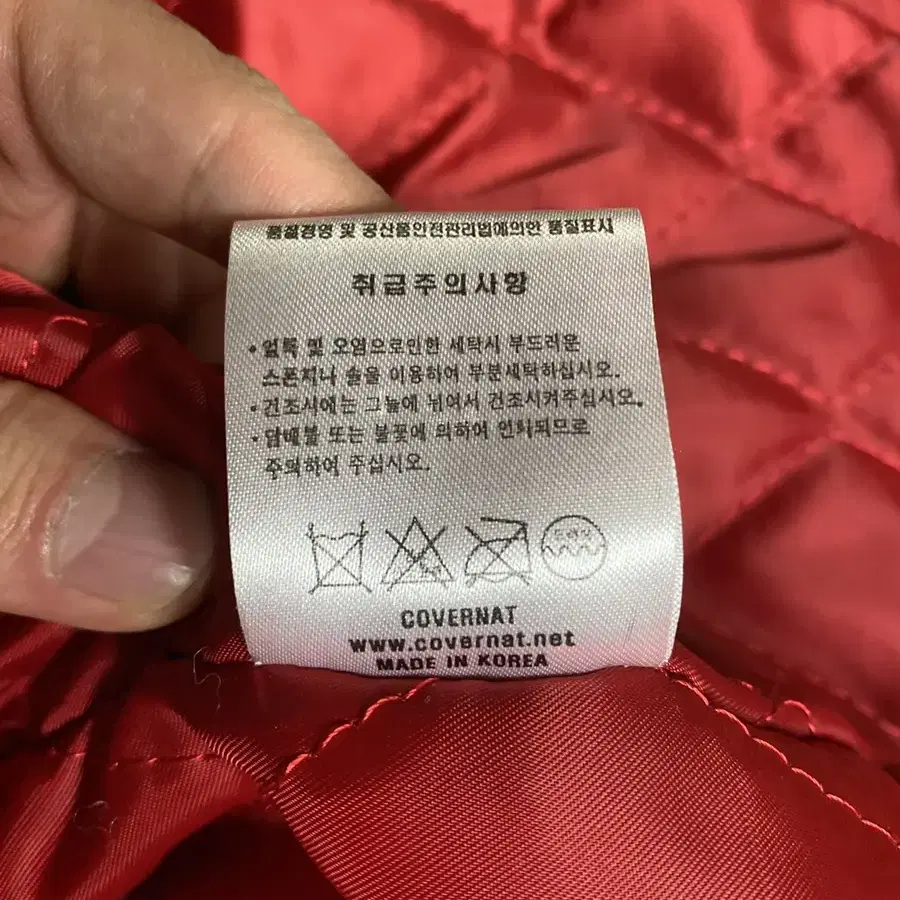 품질경영 및 공산품안전관리법에의한 품질표시
취급주의사항
• 얼룩 및 오염으로인한 세탁시 부드러운
스폰지나 솔을 이용하여 부분세탁하십시오.
• 건조시에는 그늘에 뉘여서 건조시켜주십시오.
• 담배불 또는 불꽃에 의하여 인화되므로
주의하여 주십시오.
드라이
COVERNAT
www.covernat.net
MADE IN KOREA